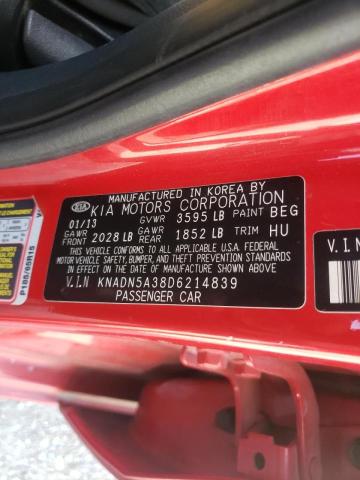 MANUFACTURED IN KOREA BY
KIA KIA MOTORS CORPORATION
01/13 GVWR 3595 LB PAINT BEG
GAWR FRONT 2028 LB GAWR REAR 1852 LB TRIM HU
THIS VEHICLE CONFORMS TO ALL APPLICABLE U.S.A. FEDERAL
MOTOR VEHICLE SAFETY, BUMPER, AND THEFT PREVENTION STANDARDS
IN EFFECT ON THE DATE OF MANUFACTURE SHOWN ABOVE.
V.I.N KNADN5A38D6214839
PASSENGER CAR
P185/65R15
V.I.N